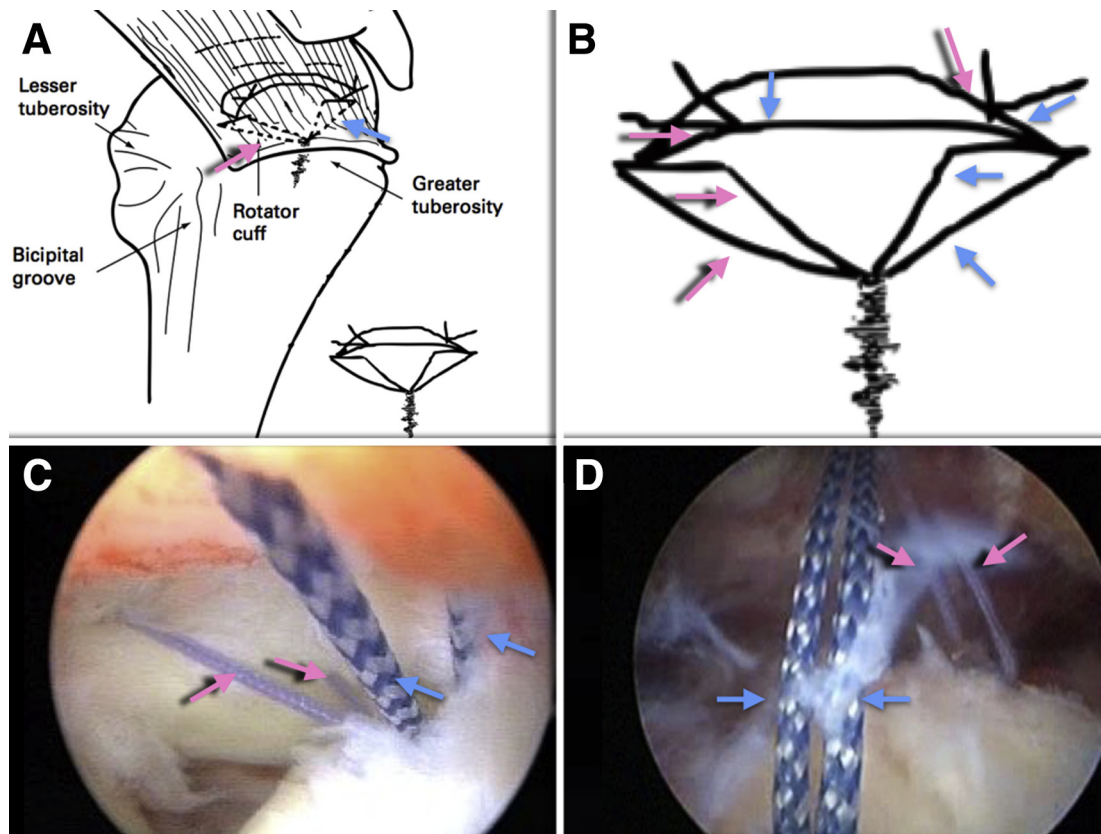 A
Lesser
tuberosity
Bicipital
groove
Rotator
cuff
Greater
tuberosity
B
C
D